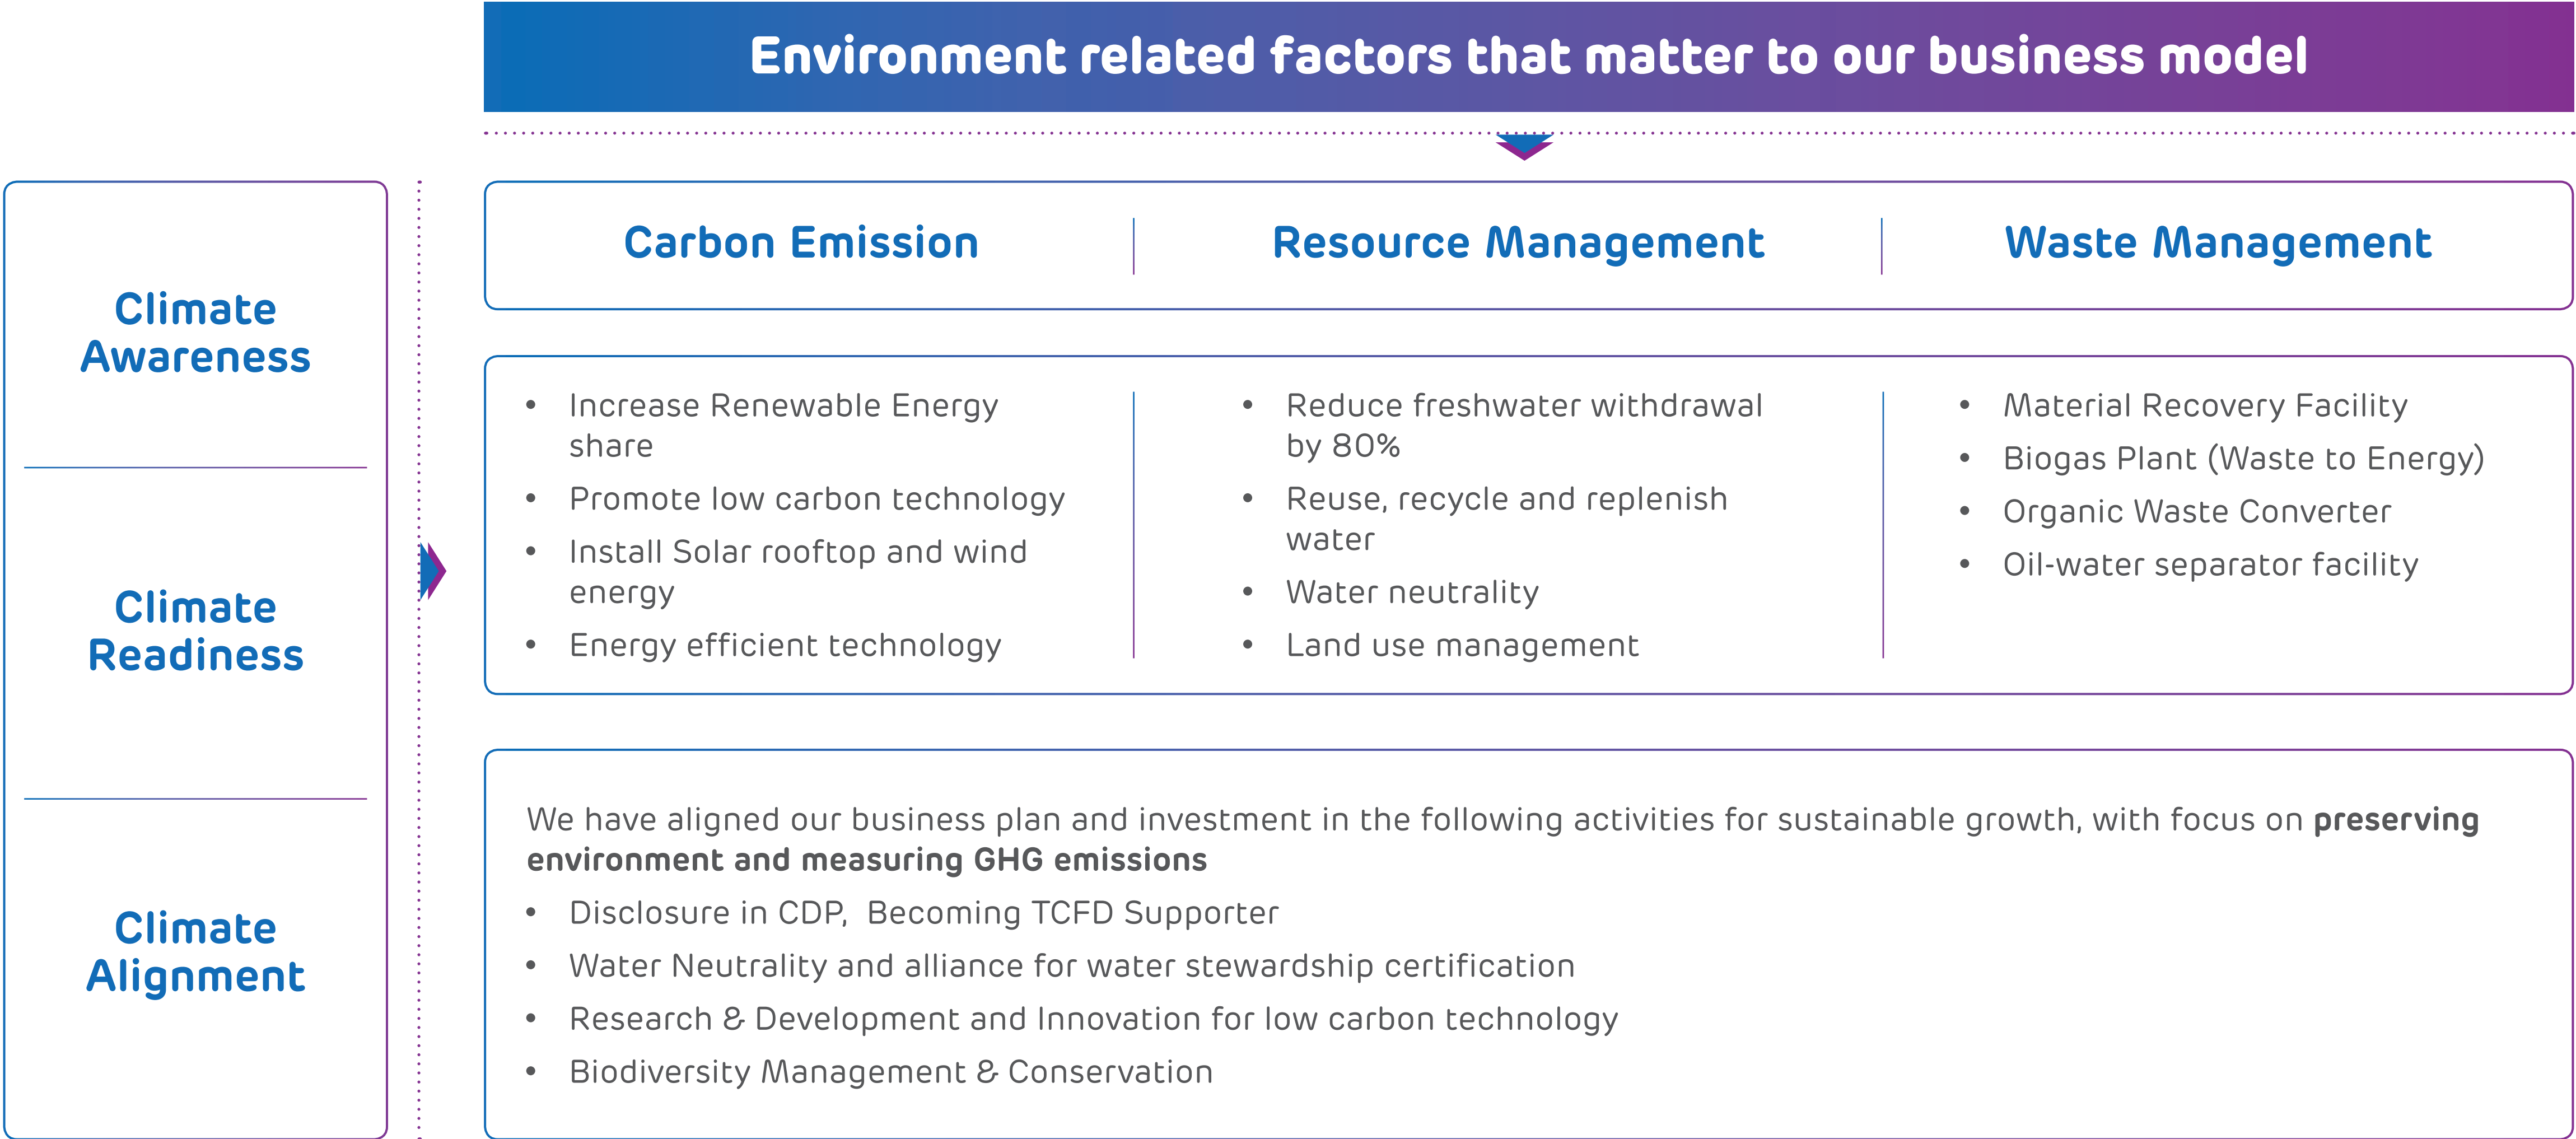 Environment related factors that matter to our business model
Climate
Awareness
Climate
Readiness
Climate
Alignment
Carbon Emission
Resource Management
Waste Management
• Increase Renewable Energy
share
• Promote low carbon technology
• Install Solar rooftop and wind
energy
• Energy efficient technology
• Reduce freshwater withdrawal
by 80%
• Reuse, recycle and replenish
water
• Water neutrality
• Land use management
• Material Recovery Facility
• Biogas Plant (Waste to Energy)
• Organic Waste Converter
• Oil-water separator facility
We have aligned our business plan and investment in the following activities for sustainable growth, with focus on preserving
environment and measuring GHG emissions
• Disclosure in CDP,  Becoming TCFD Supporter
• Water Neutrality and alliance for water stewardship certification
• Research & Development and Innovation for low carbon technology
• Biodiversity Management & Conservation